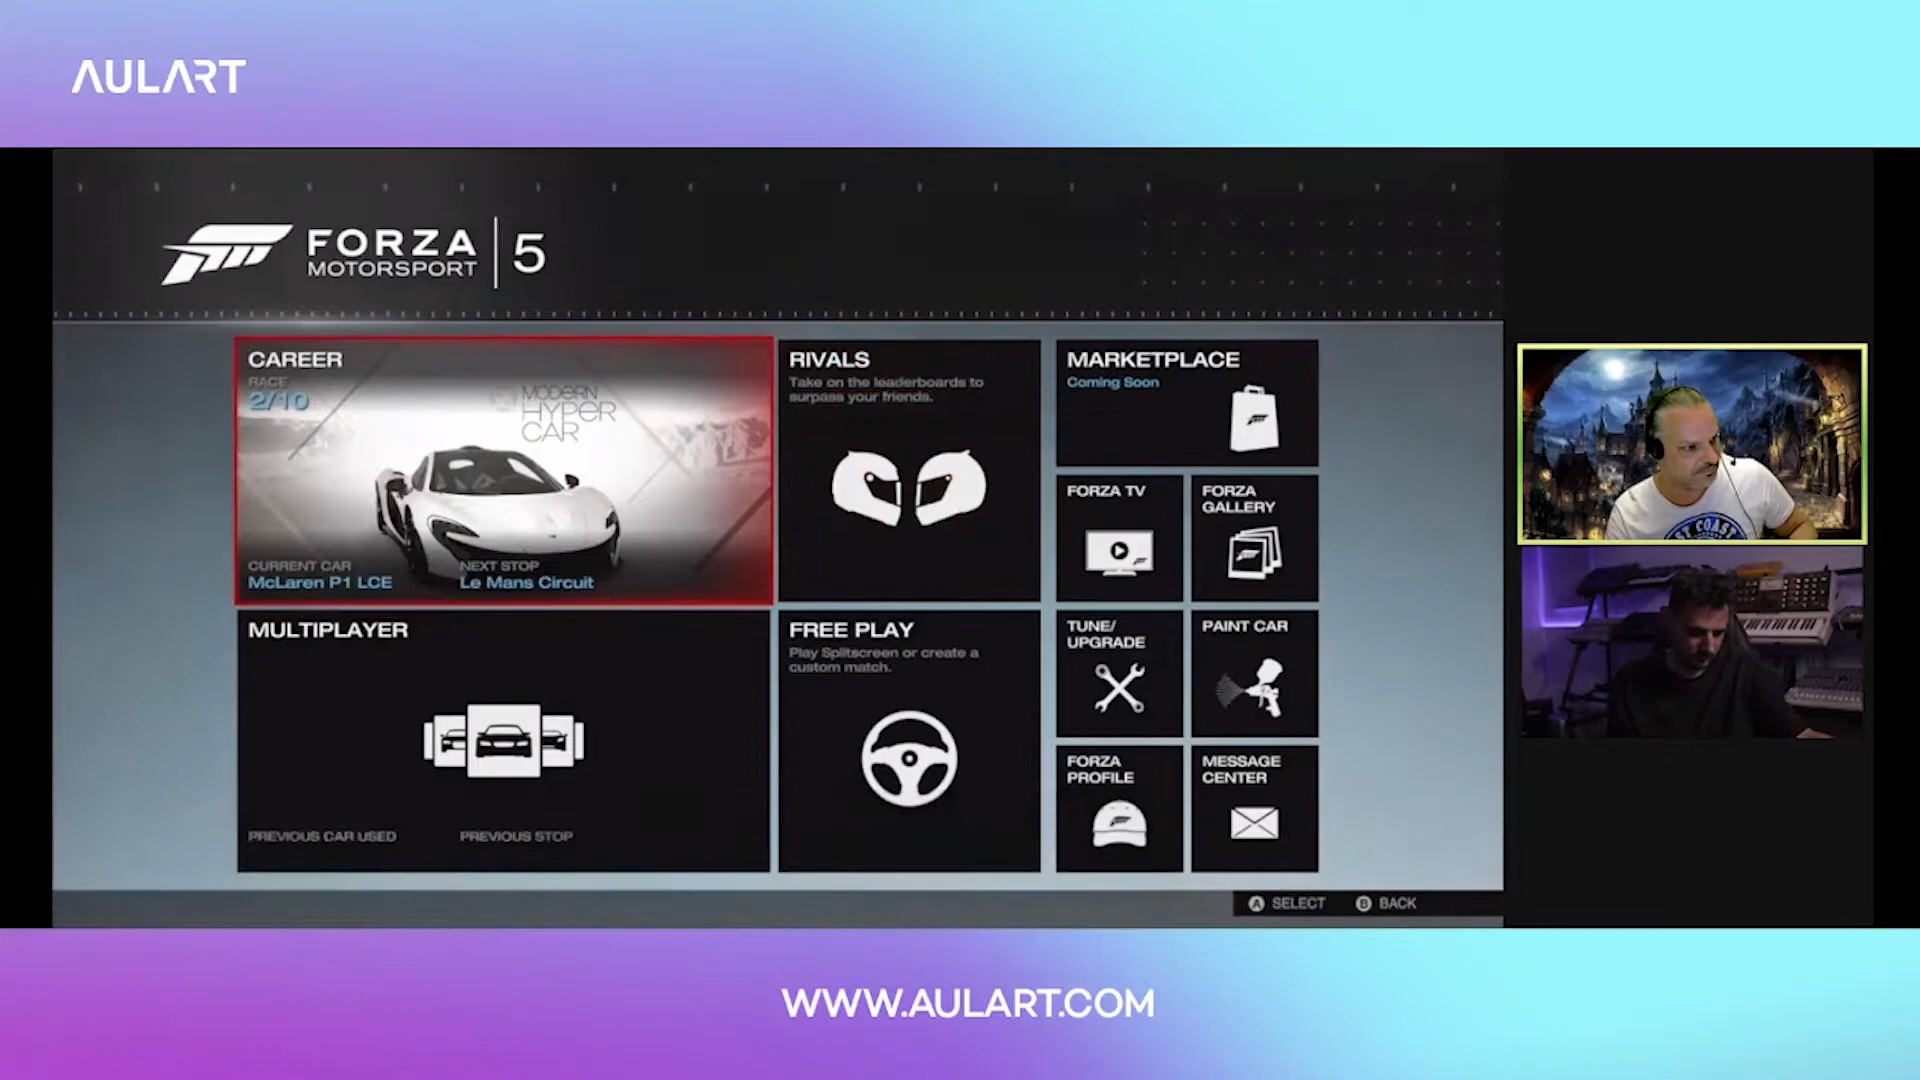 AULART
FORZA
MOTORSPORT
5
CAREER
RACE
2/10
MODERN
HYPER
CAR
CURRENT CAR
McLaren P1 LCE
NEXT STOP
Le Mans Circuit
RIVALS
Take on the leaderboards to
surpass your friends.
MARKETPLACE
Coming Soon
FORZA TV
FORZA
GALLERY
MULTIPLAYER
PREVIOUS CAR USED
PREVIOUS STOP
FREE PLAY
Play Splitscreen or create a
custom match.
TUNE/
UPGRADE
PAINT CAR
FORZA
PROFILE
MESSAGE
CENTER
A SELECT
B BACK
COAST
WWW.AULART.COM